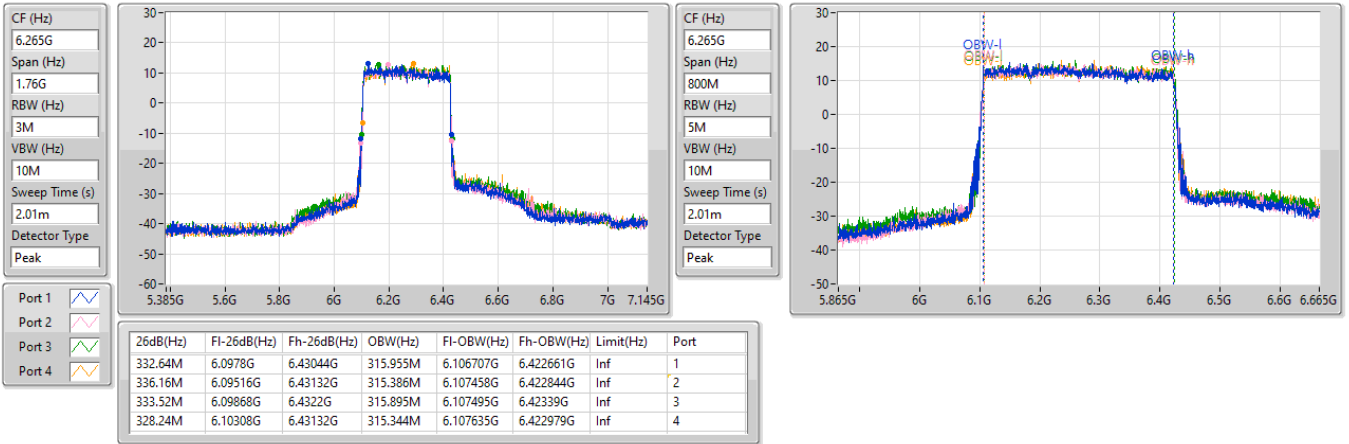 CF (Hz)
6.265G
Span (Hz)
1.76G
RBW (Hz)
3M
VBW (Hz)
10M
Sweep Time (s)
2.01m
Detector Type
Peak
30
20
10
0
-10
-20
-30
-40
-50
-60
5.385G 5.6G 5.8G 6G 6.2G 6.4G 6.6G 6.8G 7G 7.145G
CF (Hz)
6.265G
Span (Hz)
800M
RBW (Hz)
5M
VBW (Hz)
10M
Sweep Time (s)
2.01m
Detector Type
Peak
30
20
10
0
-10
-20
-30
-40
-50
OBW-l
OBW-h
5.865G 6G 6.1G 6.2G 6.3G 6.4G 6.5G 6.6G 6.665G
Port 1
Port 2
Port 3
Port 4
26dB(Hz) Fl-26dB(Hz) Fh-26dB(Hz) OBW(Hz) Fl-OBW(Hz) Fh-OBW(Hz) Limit(Hz) Port
332.64M 6.0978G 6.43044G 315.955M 6.106707G 6.422661G Inf 1
336.16M 6.09516G 6.43132G 315.386M 6.107458G 6.422844G Inf 2
333.52M 6.09868G 6.4322G 315.895M 6.107495G 6.42339G Inf 3
328.24M 6.10308G 6.43132G 315.344M 6.107635G 6.422979G Inf 4